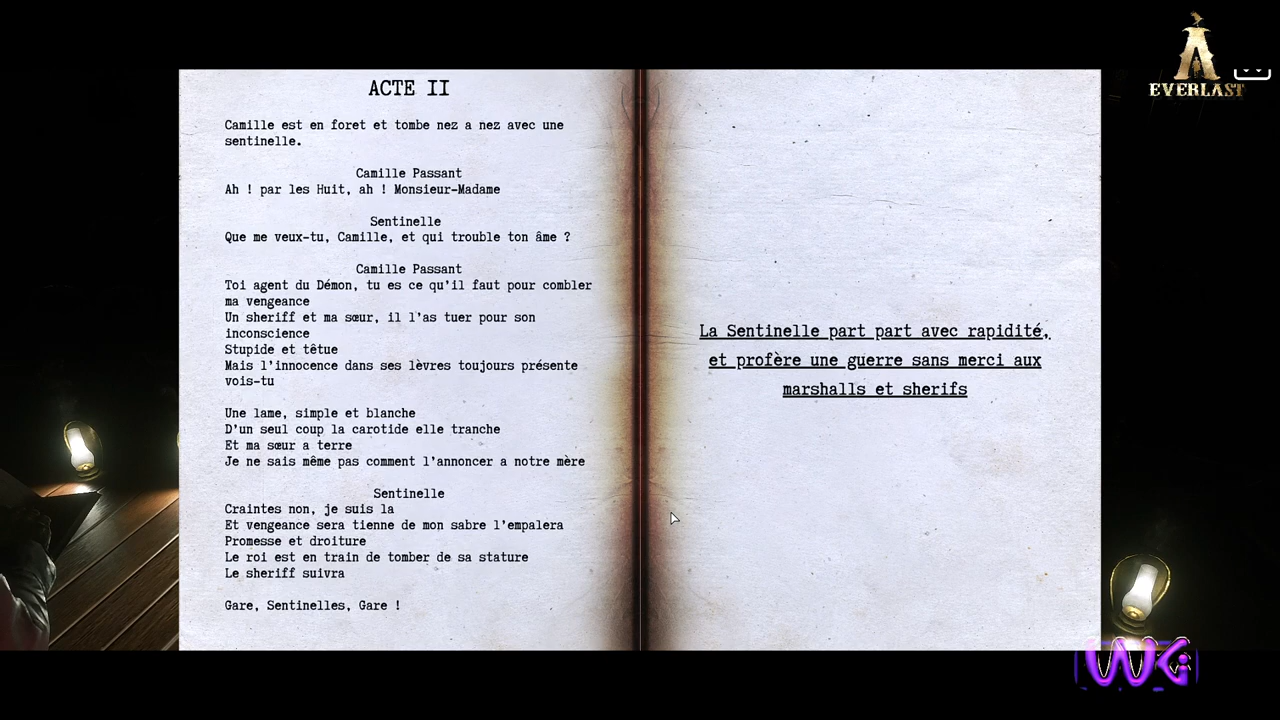 ACTE II
Camille est en foret et tombe nez a nez avec une
sentinelle.
Camille Passant
Ah ! par les Huit, ah ! Monsieur-Madame
Sentinelle
Que me veux-tu, Camille, et qui trouble ton âme ?
Camille Passant
Toi agent du Démon, tu es ce qu'il faut pour combler
ma vengeance
Un sheriff et ma sœur, il l'as tuer pour son
inconscience
Stupide et têtue
Mais l'innocence dans ses lèvres toujours présente
vois-tu
Une lame, simple et blanche
D'un seul coup la carotide elle tranche
Et ma sœur a terre
Je ne sais même pas comment l'annoncer a notre mère
Sentinelle
Craintes non, je suis la
Et vengeance sera tienne de mon sabre l'empalera
Promesse et droiture
Le roi est en train de tomber de sa stature
Le sheriff suivra
Gare, Sentinelles, Gare !
La Sentinelle part part avec rapidité,
et profère une guerre sans merci aux
marshalls et sherifs
EVERLAST
WG